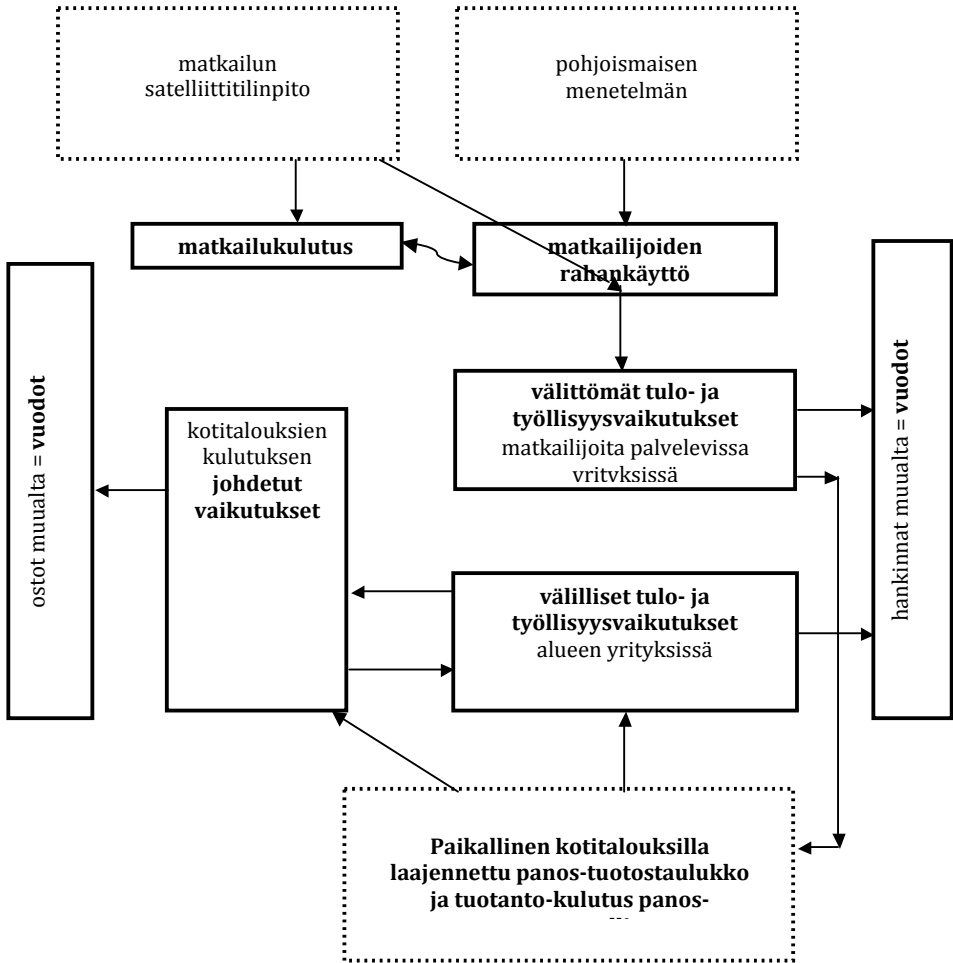 matkailun
satelliittitilinpito
pohjoismaisen
menetelmän
matkailukulutus
matkailijoiden
rahankäyttö
ostot muualta = vuodot
hankinnat muualta = vuodot
välittömät tulo- ja
työllisyysvaikutukset
matkailijoita palvelevissa
yrityksissä
kotitalouksien
kulutuksen
johdetut
vaikutukset
välilliset tulo- ja
työllisyysvaikutukset
alueen yrityksissä
Paikallinen kotitalouksilla
laajennettu panos-tuotostaulukko
ja tuotanto-kulutus panos-